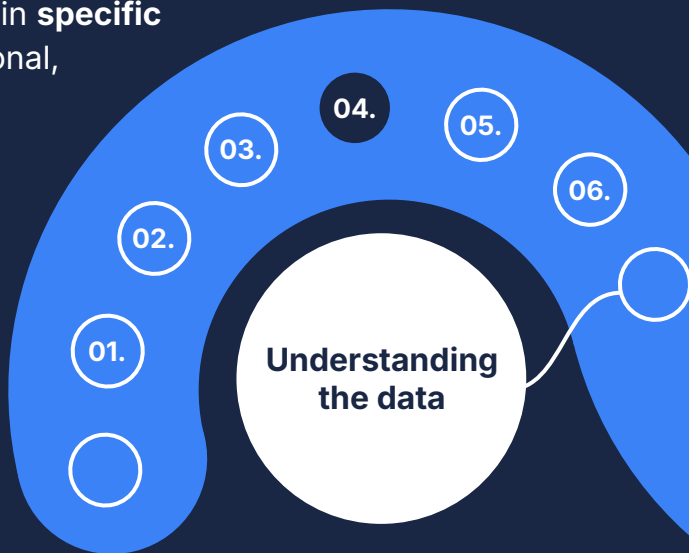 in specific
onal,
04.
05.
03.
06.
02.
01.
Understanding
the data